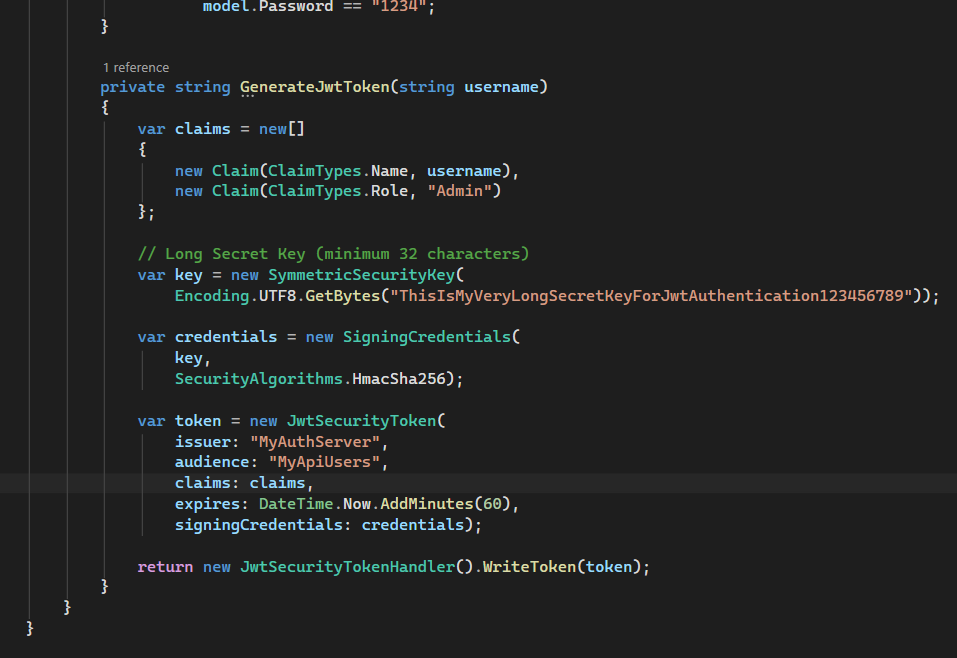 model.Password == "1234";
}
1 reference
private string GenerateJwtToken(string username)
{
var claims = new[]
{
new Claim(ClaimTypes.Name, username),
new Claim(ClaimTypes.Role, "Admin")
};
// Long Secret Key (minimum 32 characters)
var key = new SymmetricSecurityKey(
Encoding.UTF8.GetBytes("ThisIsMyVeryLongSecretKeyForJwtAuthentication123456789"));
var credentials = new SigningCredentials(
key,
SecurityAlgorithms.HmacSha256);
var token = new JwtSecurityToken(
issuer: "MyAuthServer",
audience: "MyApiUsers",
claims: claims,
expires: DateTime.Now.AddMinutes(60),
signingCredentials: credentials);
return new JwtSecurityTokenHandler().WriteToken(token);
}
}
}